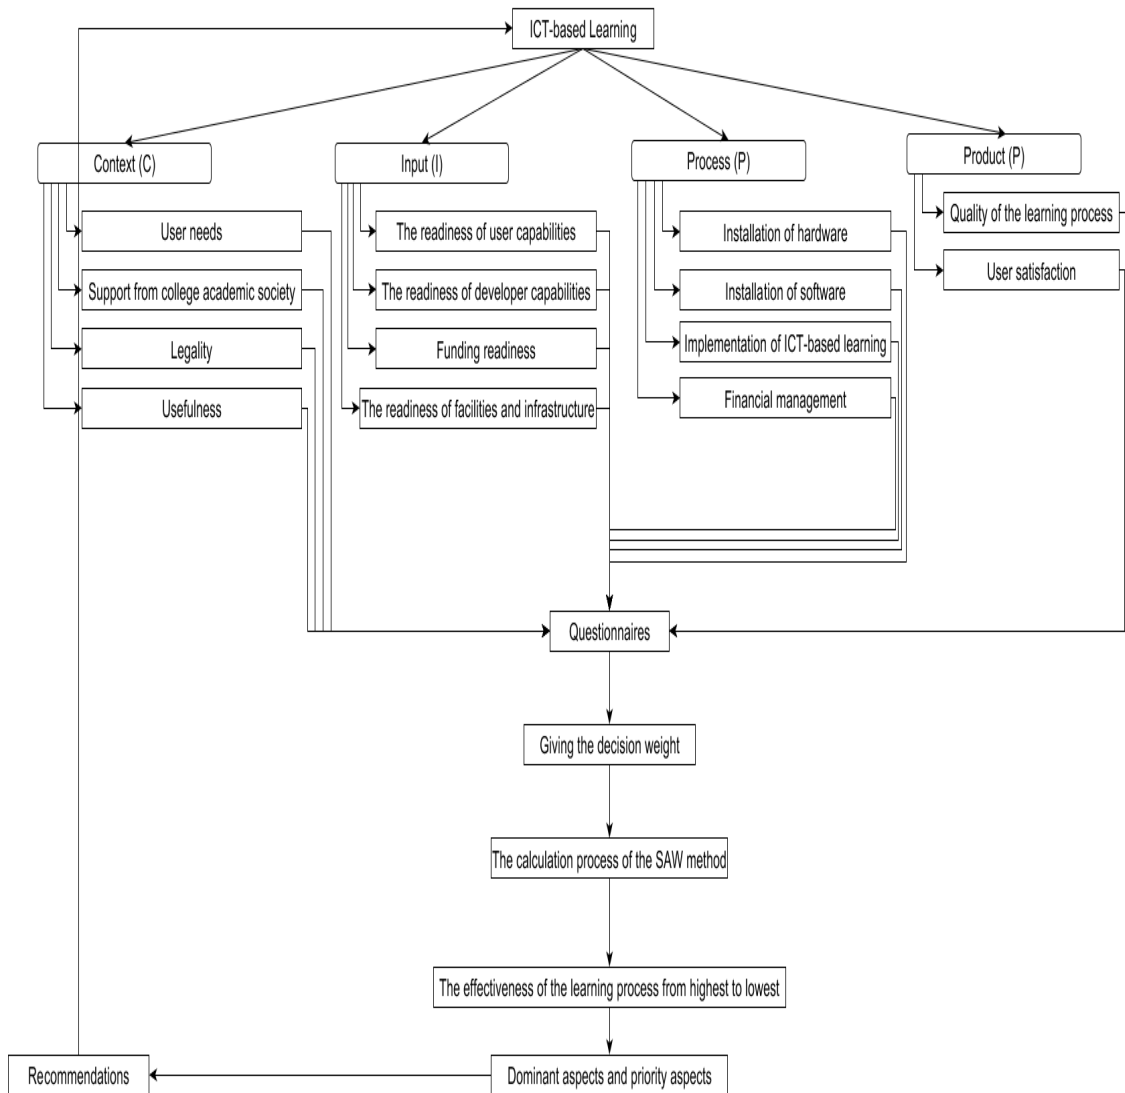 ICT-based Learning
Context (C)
Input (I)
Process (P)
Product (P)
User needs
Support from college academic society
Legality
Usefulness
The readiness of user capabilities
The readiness of developer capabilities
Funding readiness
The readiness of facilities and infrastructure
Installation of hardware
Installation of software
Implementation of ICT-based learning
Financial management
Quality of the learning process
User satisfaction
Questionnaires
Giving the decision weight
The calculation process of the SAW method
The effectiveness of the learning process from highest to lowest
Dominant aspects and priority aspects
Recommendations